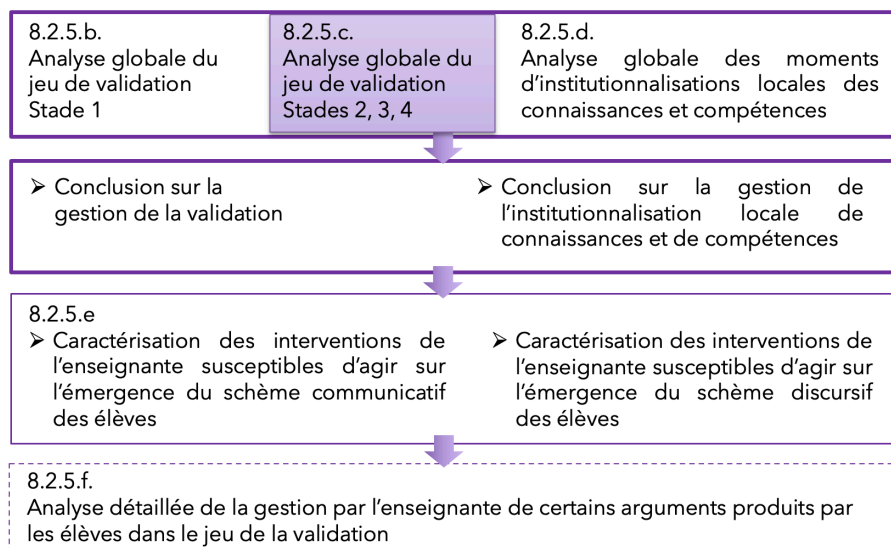 8.2.5.b.
Analyse globale du
jeu de validation
Stade 1
8.2.5.c.
Analyse globale du
jeu de validation
Stades 2, 3, 4
8.2.5.d.
Analyse globale des moments
d’institutionnalisations locales des
connaissances et compétences
➢ Conclusion sur la
gestion de la validation
➢ Conclusion sur la gestion de
l’institutionnalisation locale de
connaissances et de compétences
8.2.5.e
➢ Caractérisation des interventions de
l’enseignante susceptibles d’agir sur
l’émergence du schème communicatif
des élèves
➢ Caractérisation des interventions de
l’enseignante susceptibles d’agir sur
l’émergence du schème discursif
des élèves
8.2.5.f.
Analyse détaillée de la gestion par l’enseignante de certains arguments produits par
les élèves dans le jeu de la validation